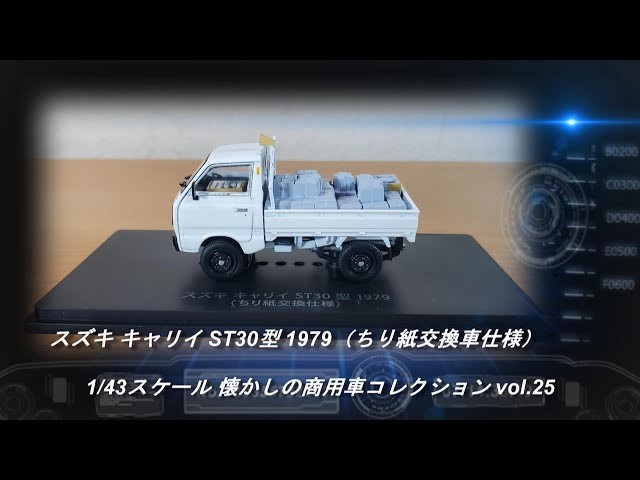 B0200
C0300
D0400
E0500
F0600
スズキ キャリイ ST30 型 1979
（ちり紙交換仕様）
スズキ キャリイ ST30型 1979（ちり紙交換車仕様）
1/43スケール 懐かしの商用車コレクション vol.25